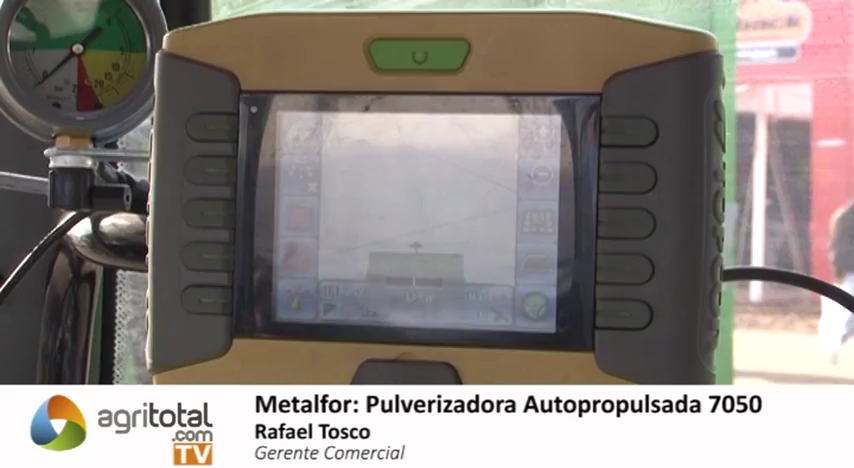 agritotal
.com
TV
Metalfor: Pulverizadora Autopropulsada 7050
Rafael Tosco
Gerente Comercial